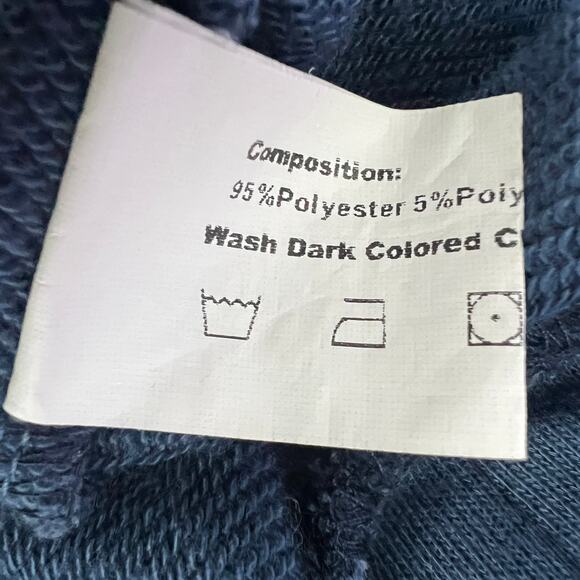 Composition:
95%Polyester 5%Poly
Wash Dark Colored C